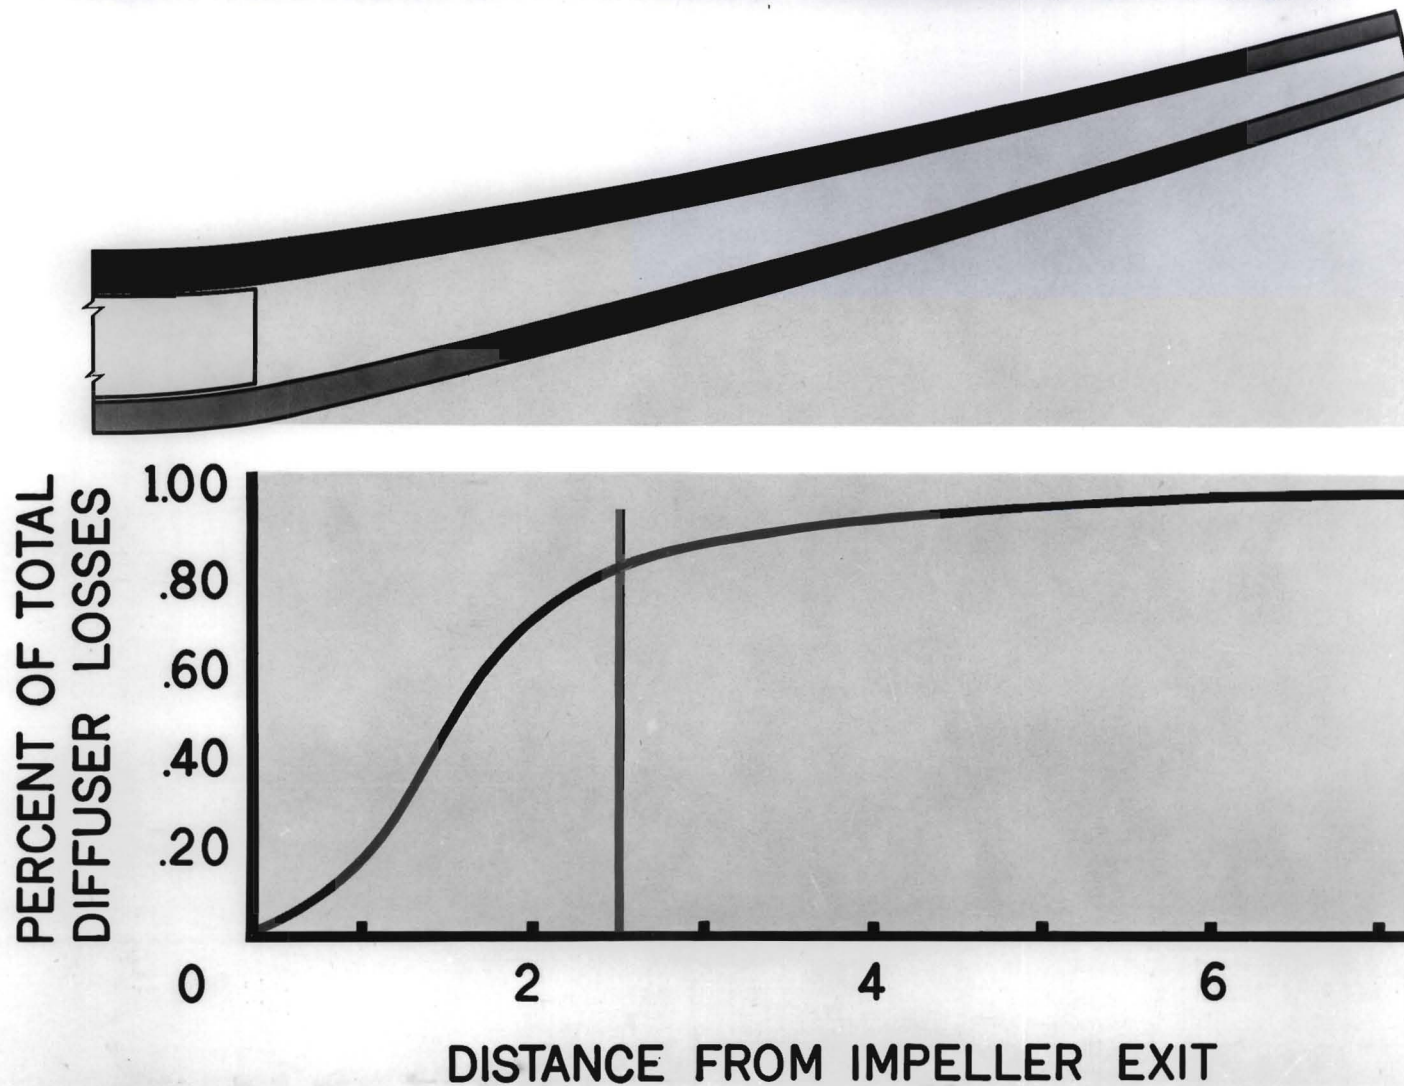 PERCENT OF TOTAL
DIFFUSER LOSSES
1.00
.80
.60
.40
.20
0 2 4 6
DISTANCE FROM IMPELLER EXIT